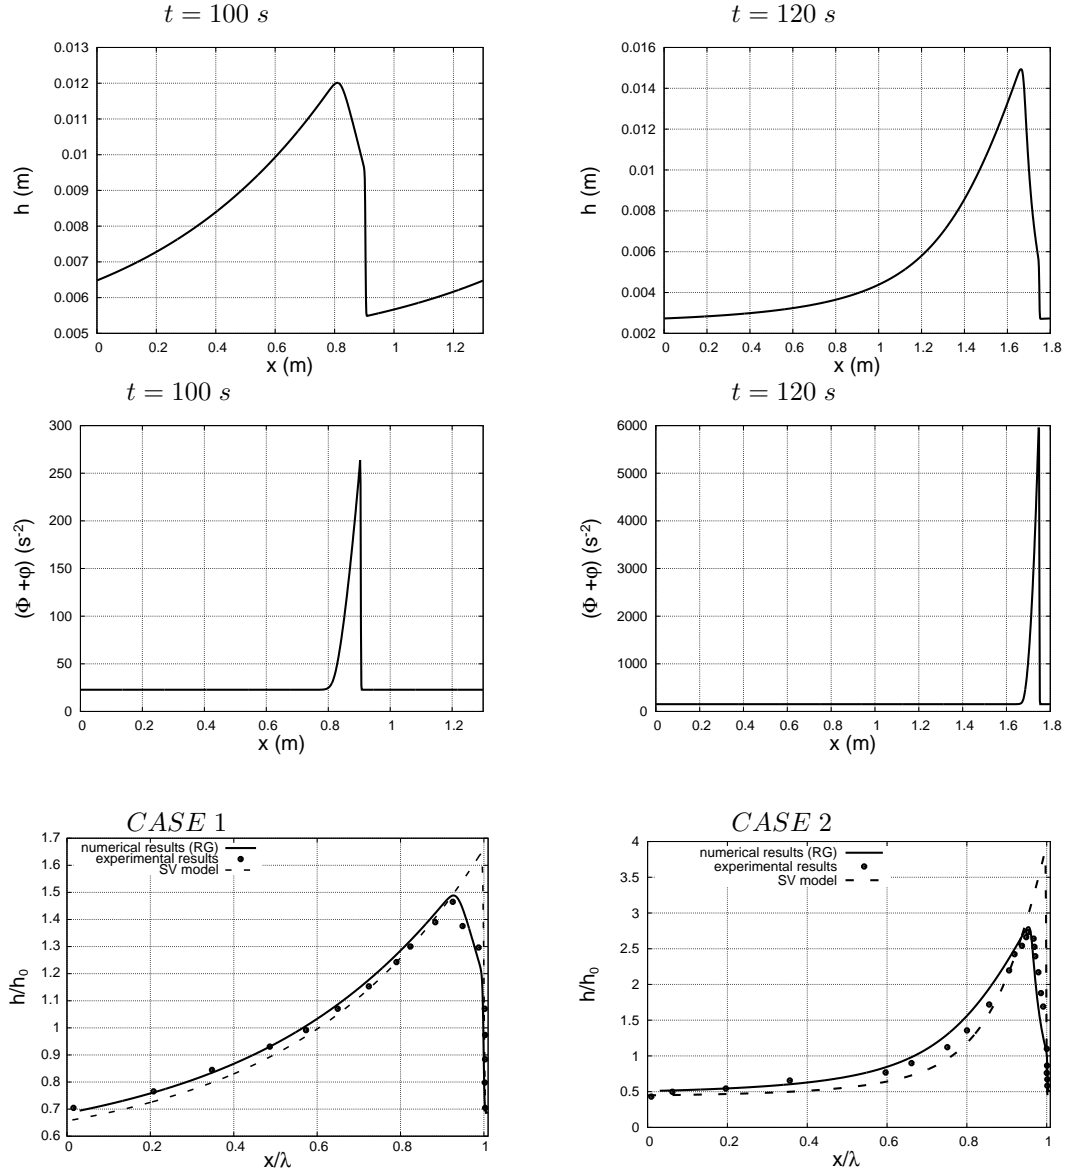 t = 100 s
t = 120 s
0.013
0.012
0.011
0.01
0.009
0.008
0.007
0.006
0.005
h (m)
0 0.2 0.4 0.6 0.8 1 1.2
x (m)
0.016
0.014
0.012
0.01
0.008
0.006
0.004
0.002
h (m)
0 0.2 0.4 0.6 0.8 1 1.2 1.4 1.6 1.8
x (m)
t = 100 s
t = 120 s
300
250
200
150
100
50
0
(Φ +φ) (s-2)
0 0.2 0.4 0.6 0.8 1 1.2
x (m)
6000
5000
4000
3000
2000
1000
0
(Φ +φ) (s-2)
0 0.2 0.4 0.6 0.8 1 1.2 1.4 1.6 1.8
x (m)
CASE 1
CASE 2
1.7
1.6
1.5
1.4
1.3
1.2
1.1
1
0.9
0.8
0.7
0.6
h/h0
numerical results (RG)
experimental results
SV model
0 0.2 0.4 0.6 0.8 1
x/λ
4
3.5
3
2.5
2
1.5
1
0.5
0
h/h0
numerical results (RG)
experimental results
SV model
0 0.2 0.4 0.6 0.8 1
x/λ